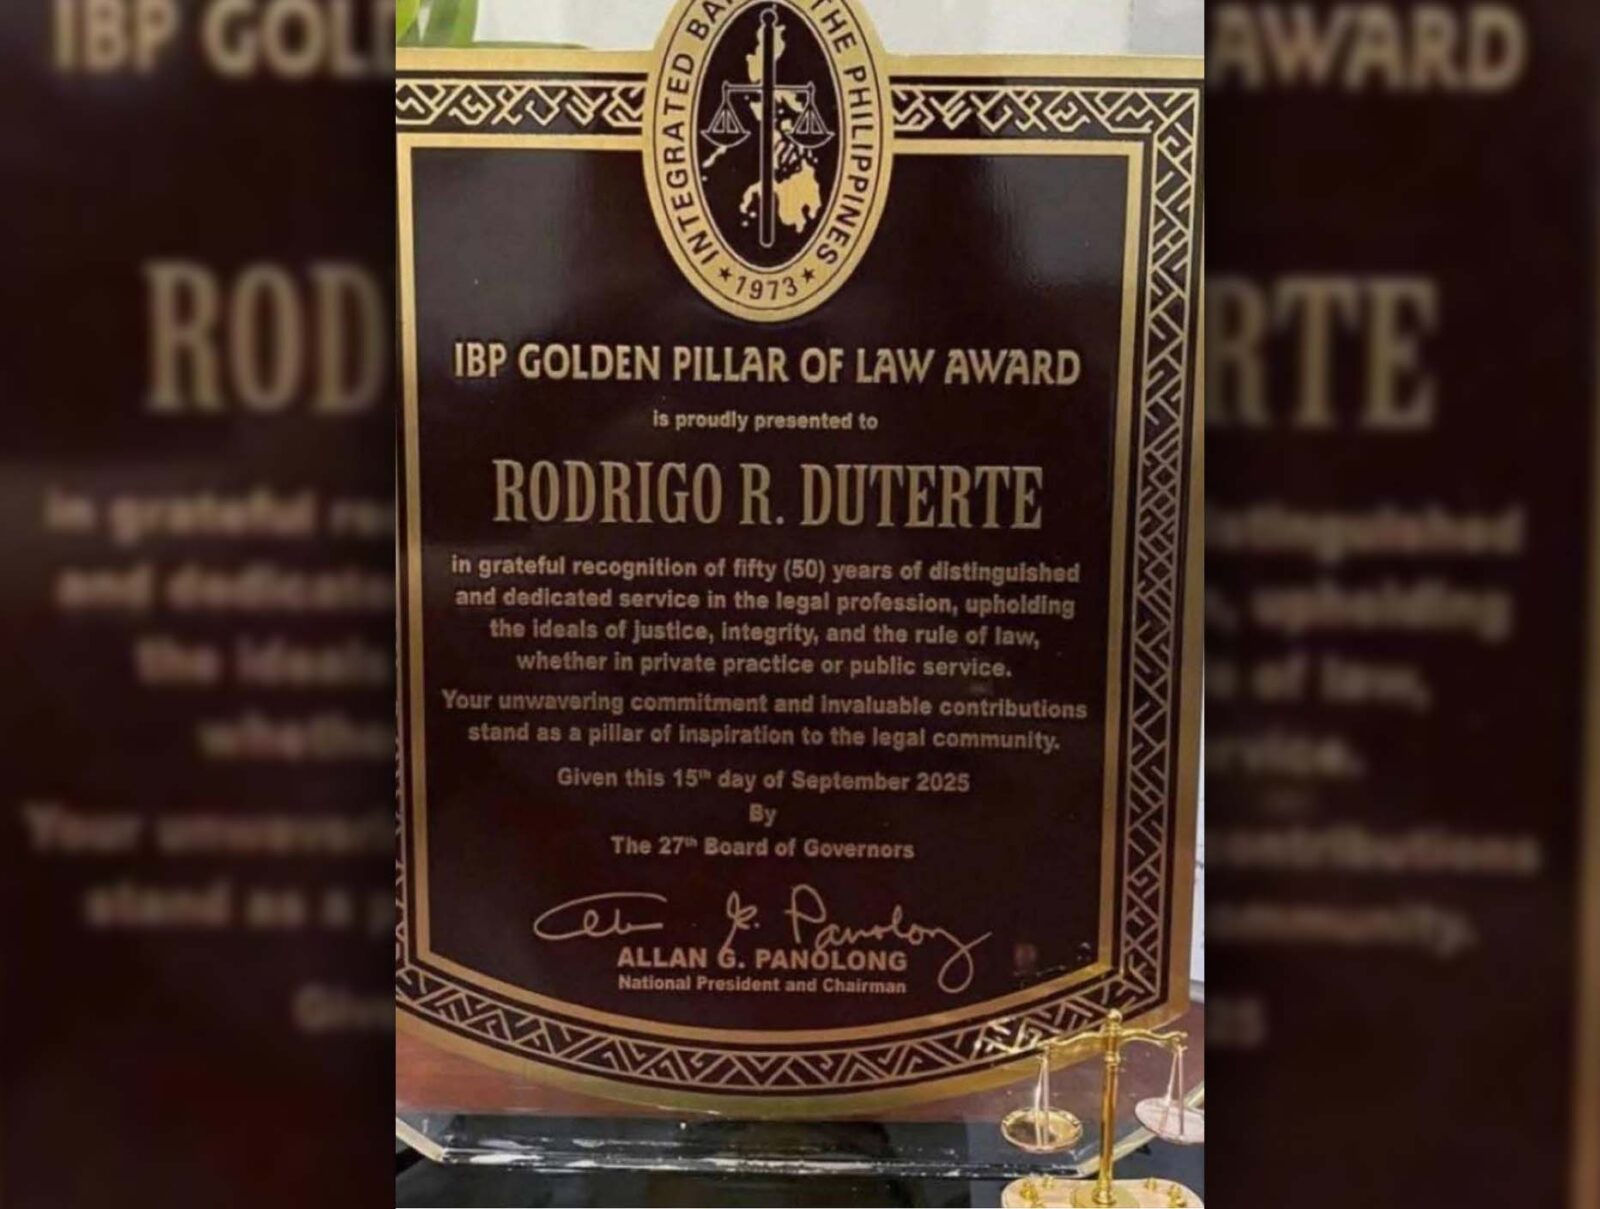 INTEGRATED BAR THE PHILIPPINES
1973
IBP GOLDEN PILLAR OF LAW AWARD
is proudly presented to
RODRIGO R. DUTERTE
in grateful recognition of fifty (50) years of distinguished
and dedicated service in the legal profession, upholding
the ideals of justice, integrity, and the rule of law,
whether in private practice or public service.
Your unwavering commitment and invaluable contributions
stand as a pillar of inspiration to the legal community.
Given this 15th day of September 2025
By
The 27th Board of Governors
Allan G. Panolong
ALLAN G. PANOLONG
National President and Chairman